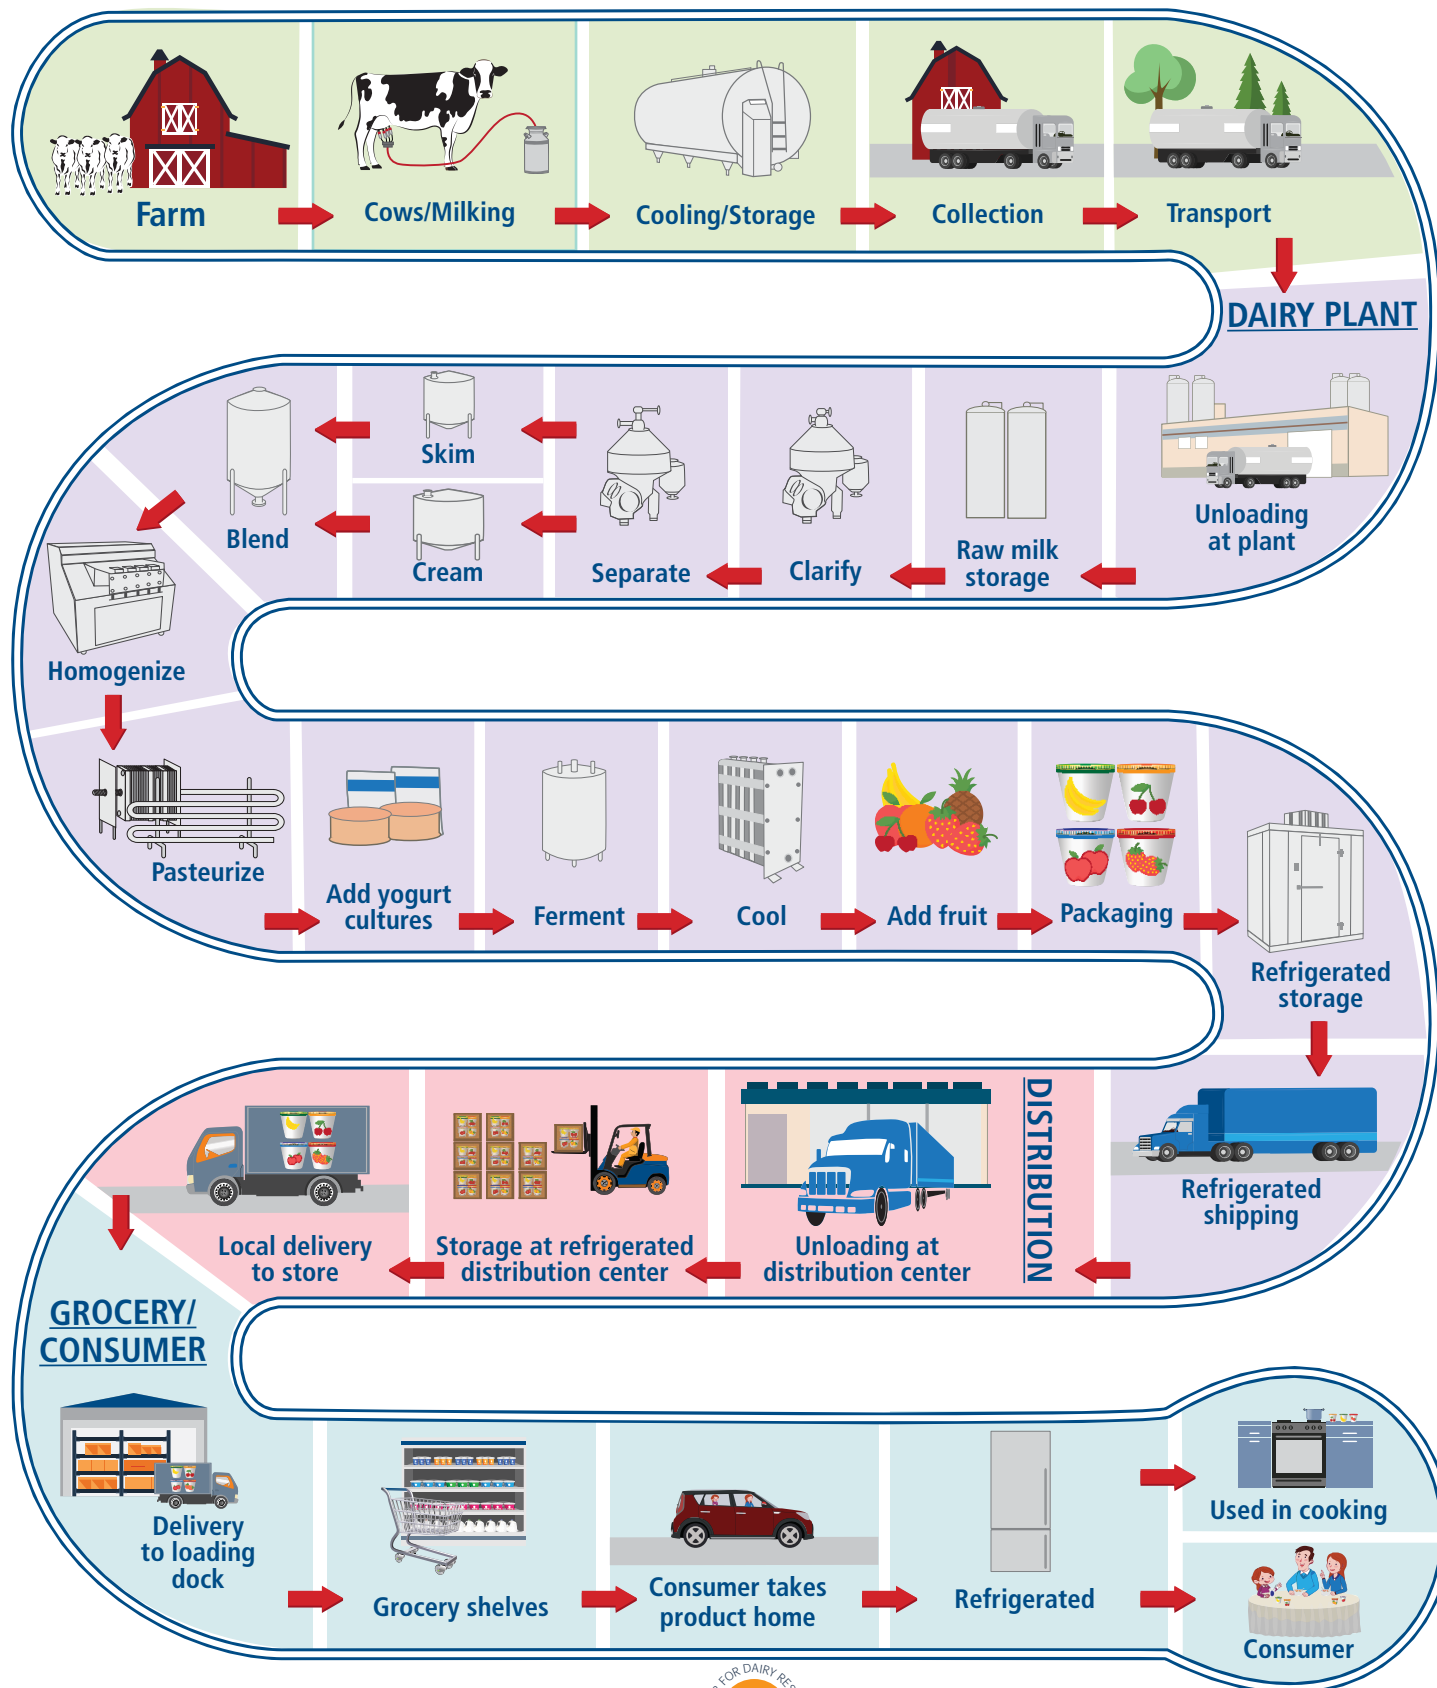 Farm
Cows/Milking
Cooling/Storage
Collection
Transport
DAIRY PLANT
Unloading
at plant
Raw milk
storage
Clarify
Separate
Skim
Cream
Blend
Homogenize
Pasteurize
Add yogurt
cultures
Ferment
Cool
Add fruit
Packaging
Refrigerated
storage
Refrigerated
shipping
DISTRIBUTION
Unloading at
distribution center
Storage at refrigerated
distribution center
Local delivery
to store
GROCERY/
CONSUMER
Delivery
to loading
dock
Grocery shelves
Consumer takes
product home
Refrigerated
Used in cooking
Consumer
FOR DAIRY